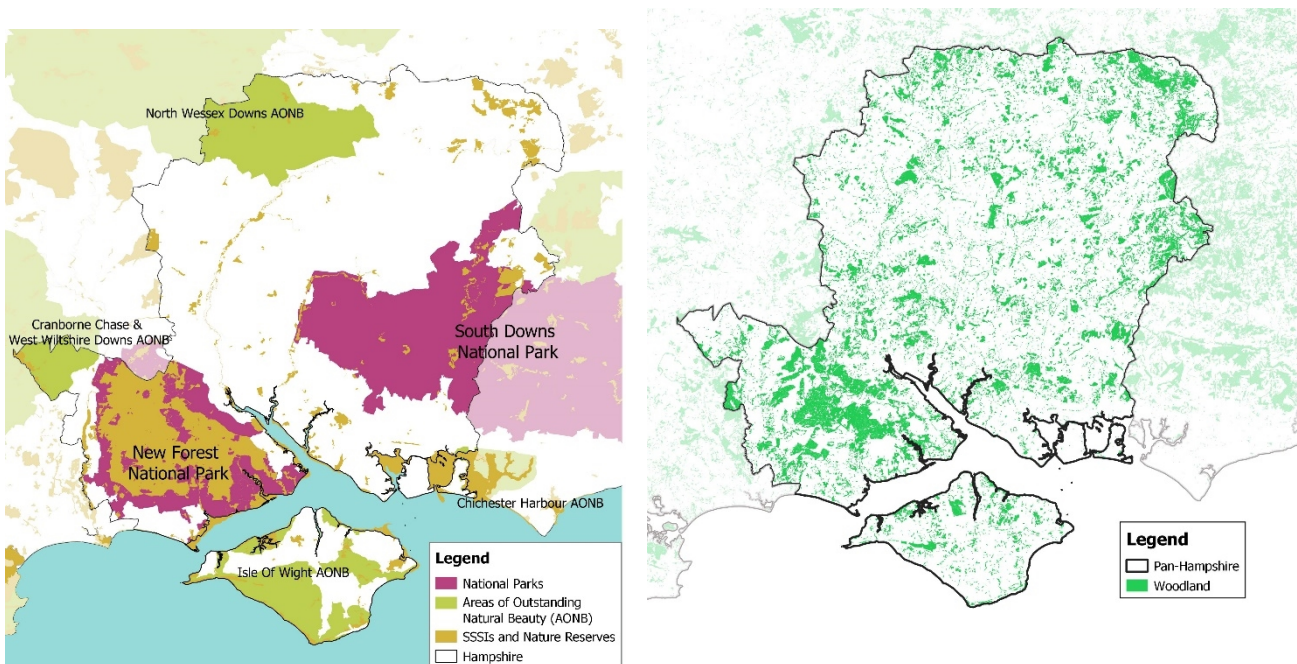 North Wessex Downs AONB
Cranborne Chase &
West Wiltshire Downs AONB
South Downs
National Park
New Forest
National Park
Chichester Harbour AONB
Isle Of Wight AONB
Legend
National Parks
Areas of Outstanding
Natural Beauty (AONB)
SSSIs and Nature Reserves
Hampshire
Legend
Pan-Hampshire
Woodland